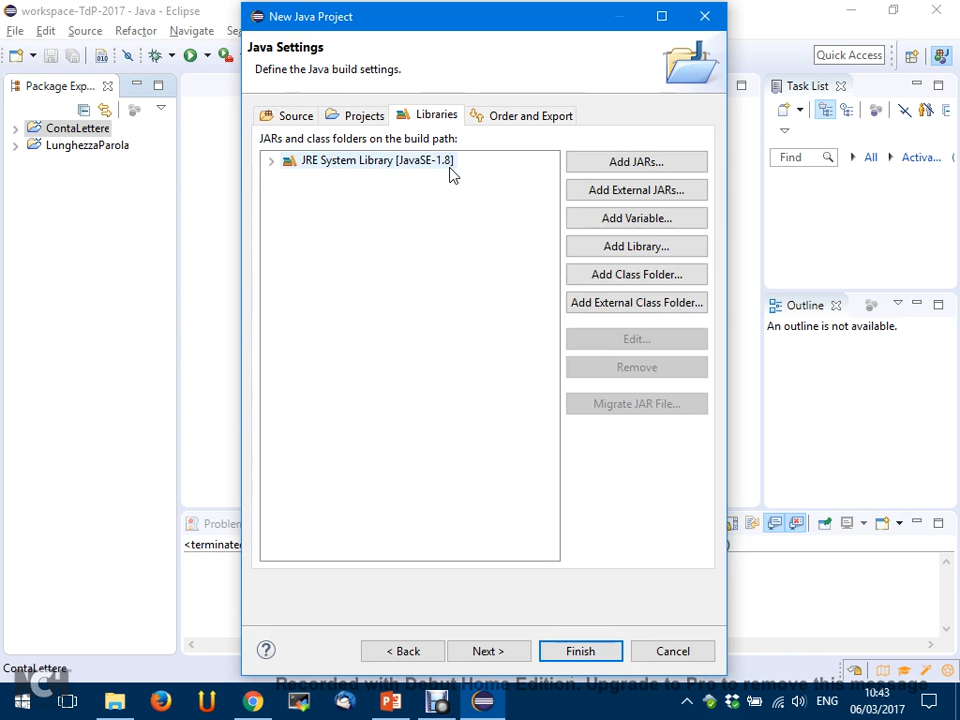 workspace-TdP-2017 - Java - Eclipse
File Edit Source Refactor Navigate
Quick Access
Package Exp...
ContaLettere
LunghezzaParola
New Java Project
Java Settings
Define the Java build settings.
Source
Projects
Libraries
Order and Export
JARs and class folders on the build path:
JRE System Library [JavaSE-1.8]
Add JARs...
Add External JARs...
Add Variable...
Add Library...
Add Class Folder...
Add External Class Folder...
Edit...
Remove
Migrate JAR File...
< Back
Next >
Finish
Cancel
Task List
Find
All
Activa...
Outline
An outline is not available.
<terminated
ContaLettere
NCH
Recorded with Debut Home Edition. Upgrade to Pro to remove this message
ENG
10:43
06/03/2017